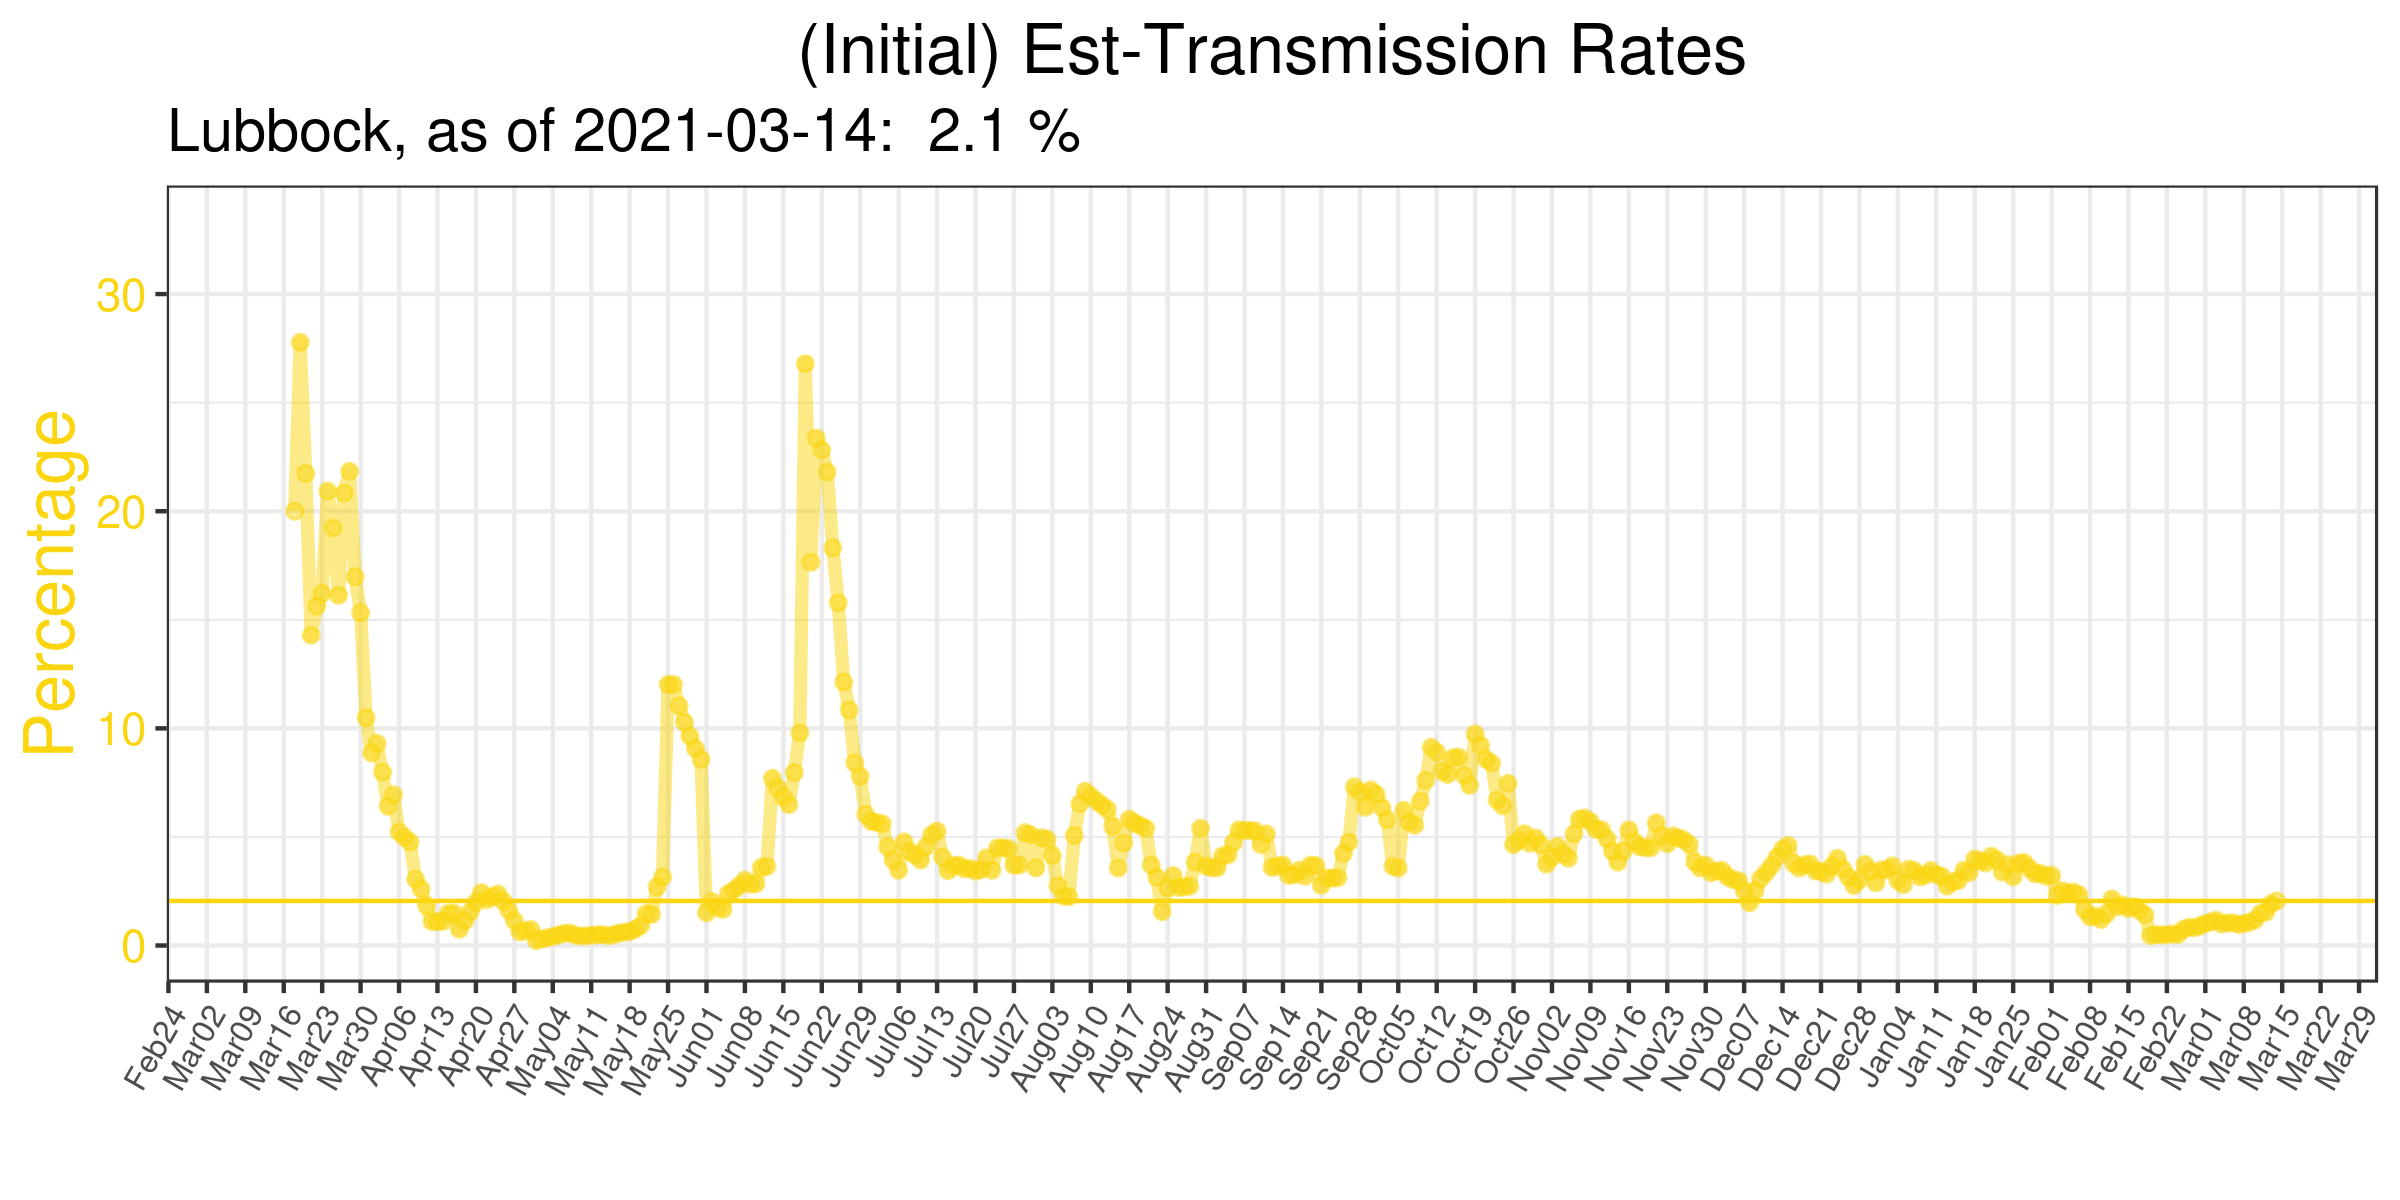 (Initial) Est-Transmission Rates
Lubbock, as of 2021-03-14:  2.1 %
Percentage
30
20
10
0
Feb24
Mar02
Mar09
Mar16
Mar23
Mar30
Apr06
Apr13
Apr20
Apr27
May04
May11
May18
May25
Jun01
Jun08
Jun15
Jun22
Jun29
Jul06
Jul13
Jul20
Jul27
Aug03
Aug10
Aug17
Aug24
Aug31
Sep07
Sep14
Sep21
Sep28
Oct05
Oct12
Oct19
Oct26
Nov02
Nov09
Nov16
Nov23
Nov30
Dec07
Dec14
Dec21
Dec28
Jan04
Jan11
Jan18
Jan25
Feb01
Feb08
Feb15
Feb22
Mar01
Mar08
Mar15
Mar22
Mar29